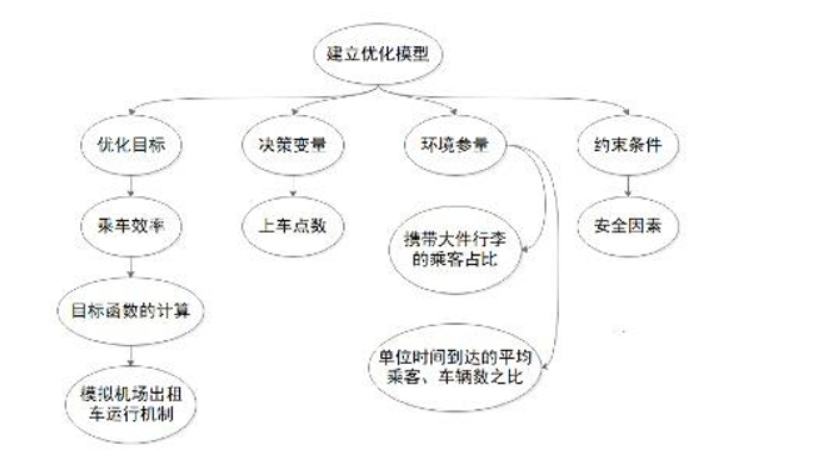 建立优化模型
优化目标
决策变量
环境参量
约束条件
乘车效率
上车点数
携带大件行李
的乘客占比
安全因素
目标函数的计算
单位时间到达的平均
乘客、车辆数之比
模拟机场出租
车运行机制